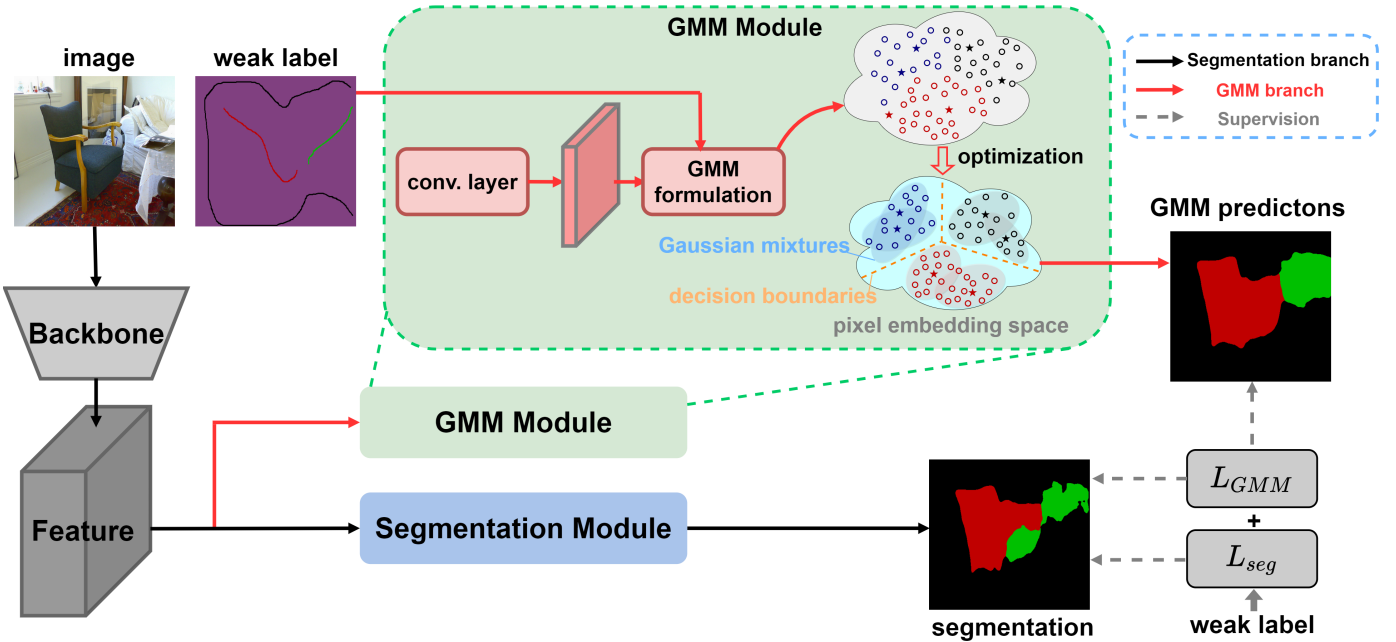 GMM Module
image
weak label
Segmentation branch
GMM branch
Supervision
conv. layer
GMM
formulation
optimization
Gaussian mixtures
decision boundaries
pixel embedding space
GMM predictons
Backbone
GMM Module
Feature
Segmentation Module
L_{GMM}
+
L_{seg}
segmentation
weak label